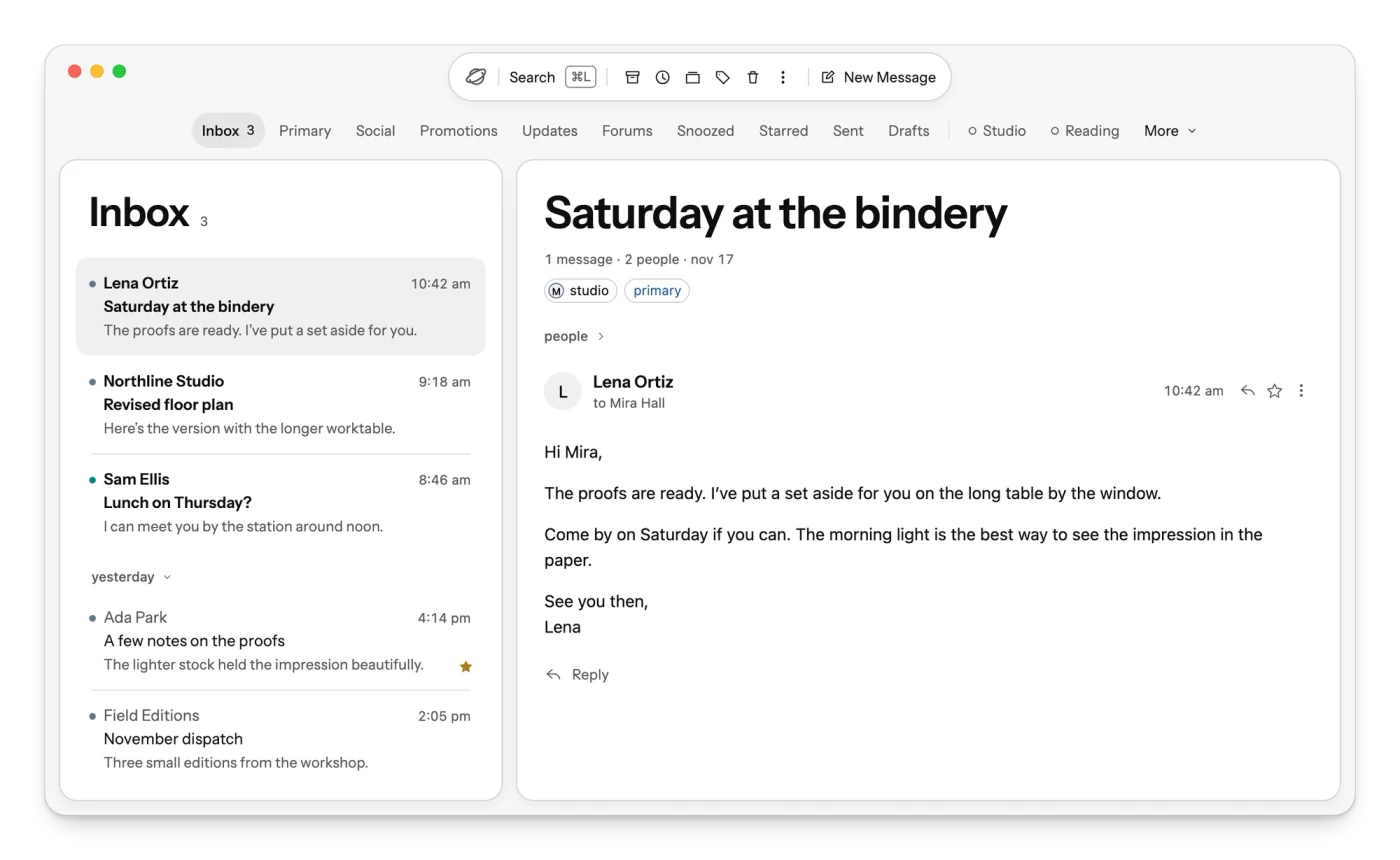 Search ⌘L New Message
Inbox 3 Primary Social Promotions Updates Forums Snoozed Starred Sent Drafts Studio Reading More
Inbox 3
Lena Ortiz 10:42 am
Saturday at the bindery
The proofs are ready. I’ve put a set aside for you.
Northline Studio 9:18 am
Revised floor plan
Here’s the version with the longer worktable.
Sam Ellis 8:46 am
Lunch on Thursday?
I can meet you by the station around noon.
yesterday
Ada Park 4:14 pm
A few notes on the proofs
The lighter stock held the impression beautifully.
Field Editions 2:05 pm
November dispatch
Three small editions from the workshop.
Saturday at the bindery
1 message · 2 people · nov 17
M studio primary
people
L
Lena Ortiz 10:42 am
to Mira Hall
Hi Mira,
The proofs are ready. I’ve put a set aside for you on the long table by the window.
Come by on Saturday if you can. The morning light is the best way to see the impression in the
paper.
See you then,
Lena
Reply